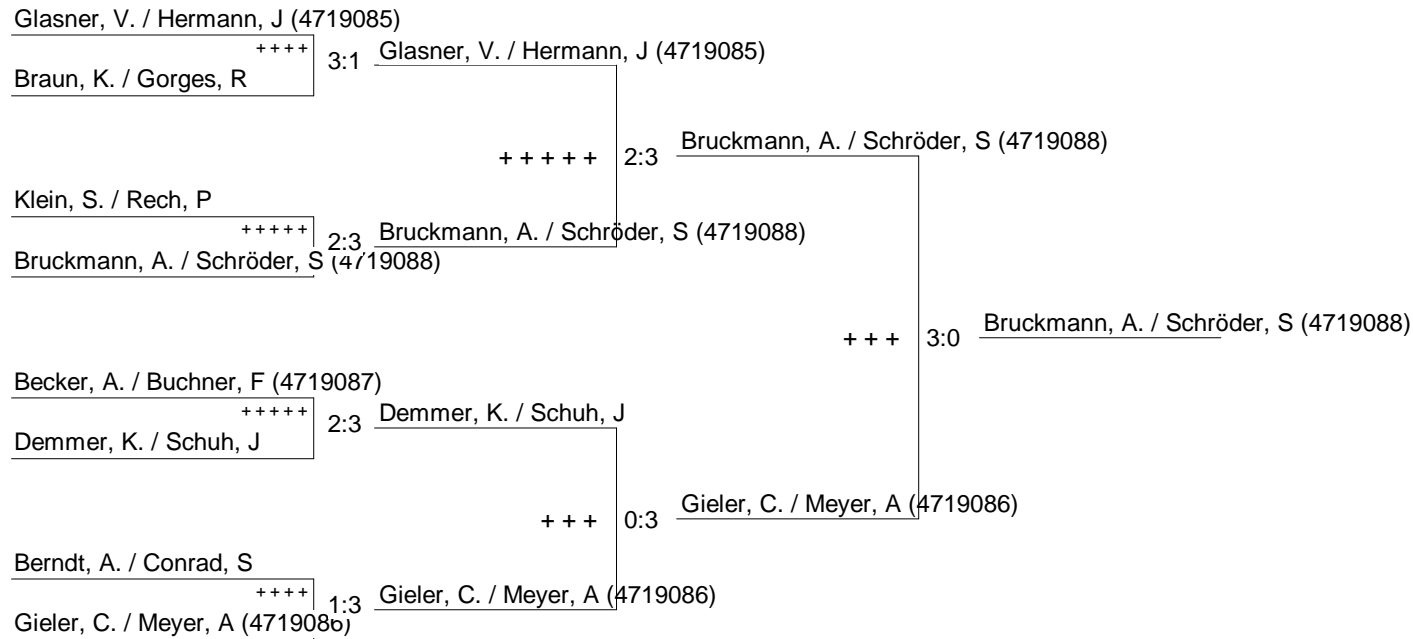 Glasner, V. / Hermann, J (4719085)
++++
3:1
Glasner, V. / Hermann, J (4719085)
Braun, K. / Gorges, R
+ + + + +
2:3
Bruckmann, A. / Schröder, S (4719088)
Klein, S. / Rech, P
+++++
2:3
Bruckmann, A. / Schröder, S (4719088)
Bruckmann, A. / Schröder, S (4719088)
+ + +
3:0
Bruckmann, A. / Schröder, S (4719088)
Becker, A. / Buchner, F (4719087)
+++++
2:3
Demmer, K. / Schuh, J
Demmer, K. / Schuh, J
+ + +
0:3
Gieler, C. / Meyer, A (4719086)
Berndt, A. / Conrad, S
++++
1:3
Gieler, C. / Meyer, A (4719086)
Gieler, C. / Meyer, A (4719086)